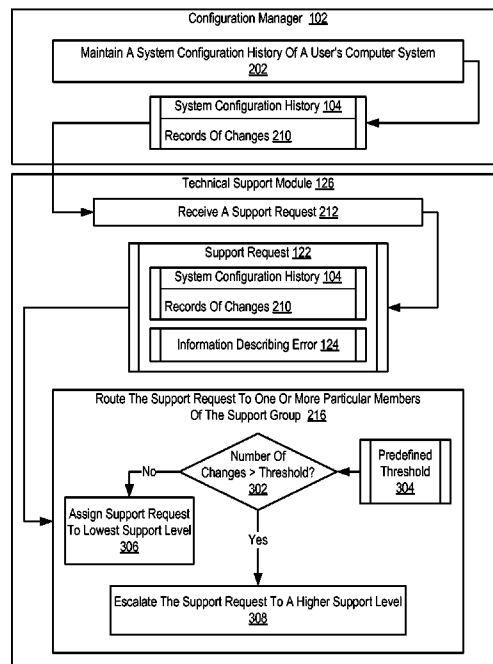 Configuration Manager 102
Maintain A System Configuration History Of A User's Computer System
202
System Configuration History 104
Records Of Changes 210
Technical Support Module 126
Receive A Support Request 212
Support Request 122
System Configuration History 104
Records Of Changes 210
Information Describing Error 124
Route The Support Request To One Or More Particular Members
Of The Support Group 216
Number Of
Changes > Threshold?
302
Predefined
Threshold
304
No
Assign Support Request
To Lowest Support Level
306
Yes
Escalate The Support Request To A Higher Support Level
308